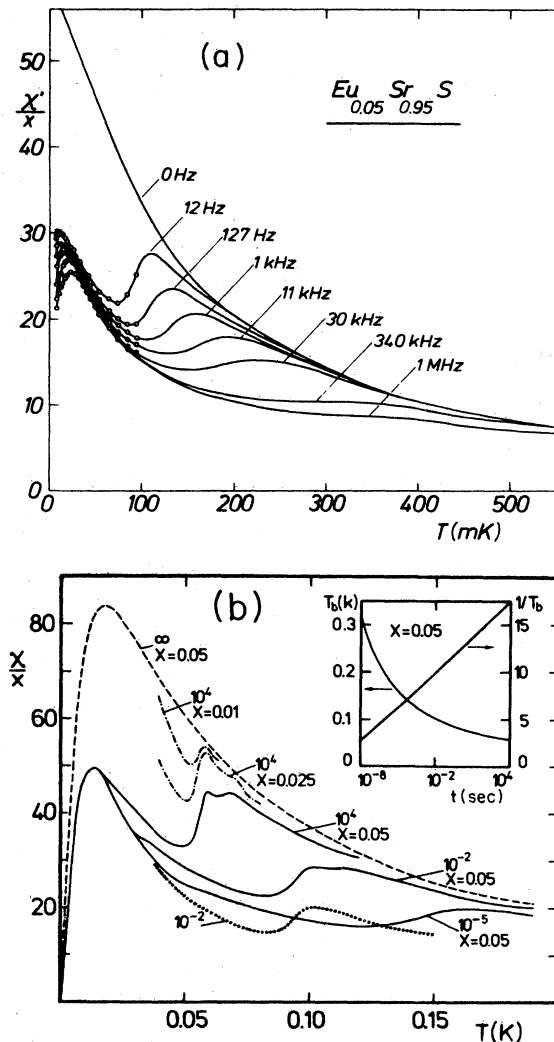 (a)
Eu0.05 Sr0.95 S
χ'
x
50
40
30
20
10
0
0 Hz
12 Hz
127 Hz
1 kHz
11 kHz
30 kHz
340 kHz
1 MHz
0 100 200 300 400 500
T(mK)
(b)
χ
x
80
60
40
20
∞
X=0.05
10^4
X=0.01
10^4
X=0.025
10^4
X=0.05
10^-2
X=0.05
10^-2
10^-5
X=0.05
0.05 0.10 0.15
T(K)
Tb(k)
1/Tb
X=0.05
0.3
0.2
0.1
0
15
10
5
0
10^-8 10^-2 10^4
t(sec)